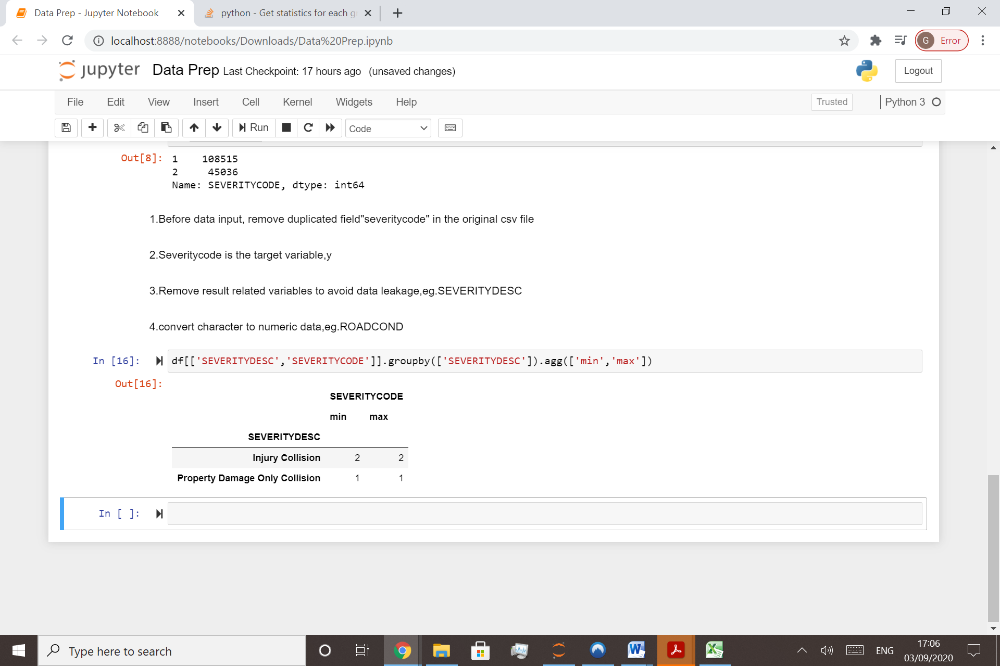 Data Prep - Jupyter Notebook
python - Get statistics for each g
localhost:8888/notebooks/Downloads/Data%20Prep.ipynb
G Error
jupyter Data Prep Last Checkpoint: 17 hours ago (unsaved changes)
Logout
File Edit View Insert Cell Kernel Widgets Help
Trusted
Python 3
Run
Code
Out[8]: 1 108515
2 45036
Name: SEVERITYCODE, dtype: int64
1.Before data input, remove duplicated field"severitycode" in the original csv file
2.Severitycode is the target variable,y
3.Remove result related variables to avoid data leakage,eg.SEVERITYDESC
4.convert character to numeric data,eg.ROADCOND
In [16]: df[['SEVERITYDESC','SEVERITYCODE']].groupby(['SEVERITYDESC']).agg(['min','max'])
Out[16]:
SEVERITYCODE
min max
SEVERITYDESC
Injury Collision 2 2
Property Damage Only Collision 1 1
In [ ]:
Type here to search
ENG
17:06
03/09/2020